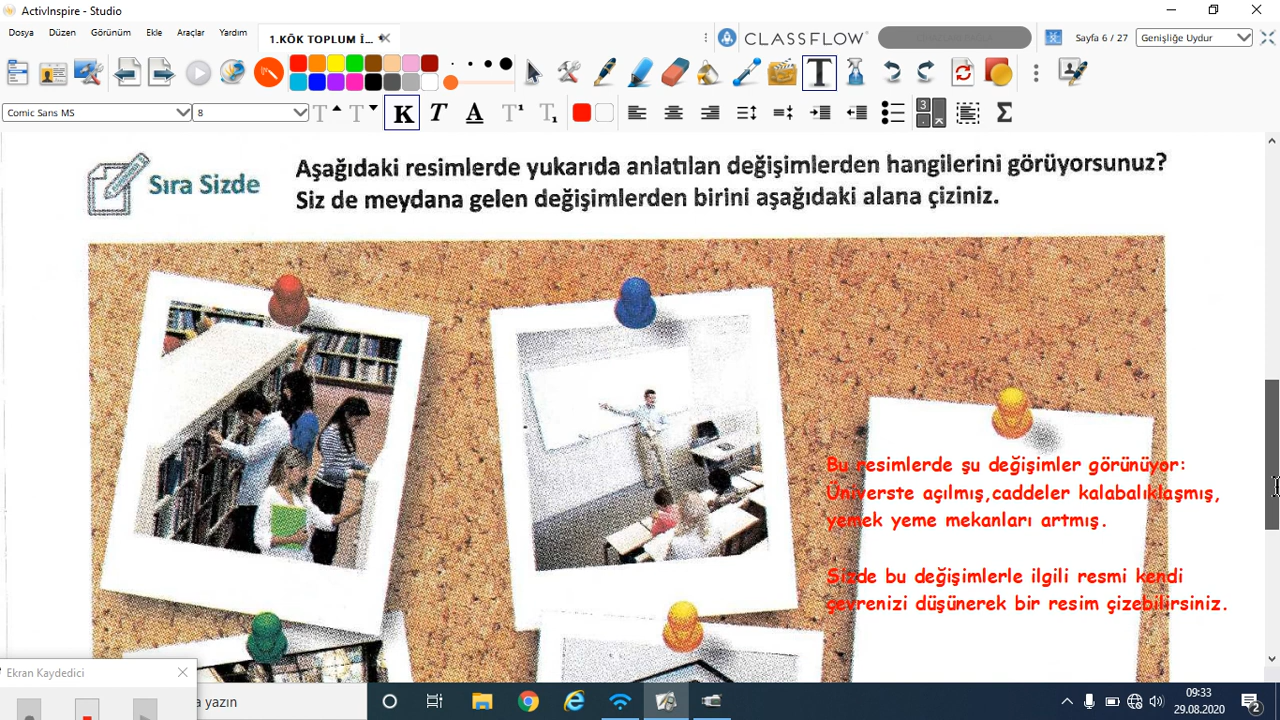 ActivInspire - Studio
Dosya Düzen Görünüm Ekle Araçlar Yardım
1.KÖK TOPLUM İ...
CLASSFLOW
Sayfa 6 / 27
Genişliğe Uydur
Comic Sans MS
8
K T A T¹ T₁
Sıra Sizde
Aşağıdaki resimlerde yukarıda anlatılan değişimlerden hangilerini görüyorsunuz?
Siz de meydana gelen değişimlerden birini aşağıdaki alana çiziniz.
Bu resimlerde şu değişimler görünüyor:
Üniverste açılmış,caddeler kalabalıklaşmış,
yemek yeme mekanları artmış.
Sizde bu değişimlerle ilgili resmi kendi
çevrenizi düşünerek bir resim çizebilirsiniz.
Ekran Kaydedici
a yazın
09:33
29.08.2020
2